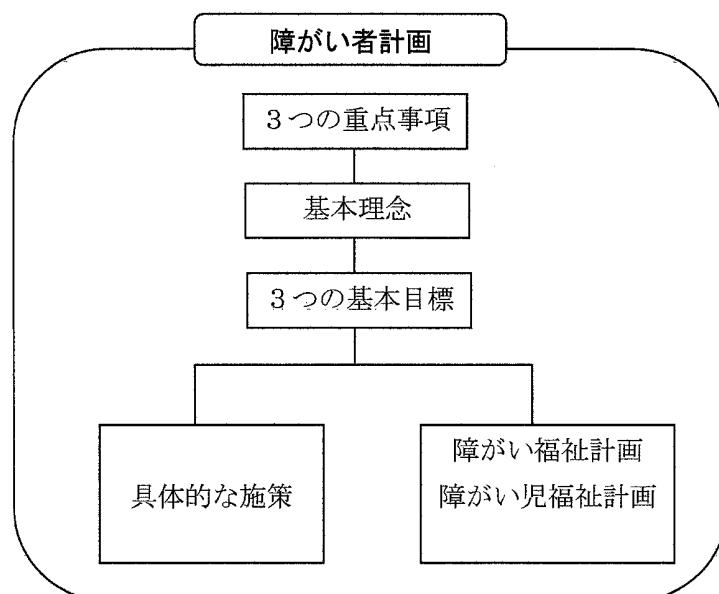 障がい者計画
３つの重点事項
基本理念
３つの基本目標
具体的な施策
障がい福祉計画
障がい児福祉計画